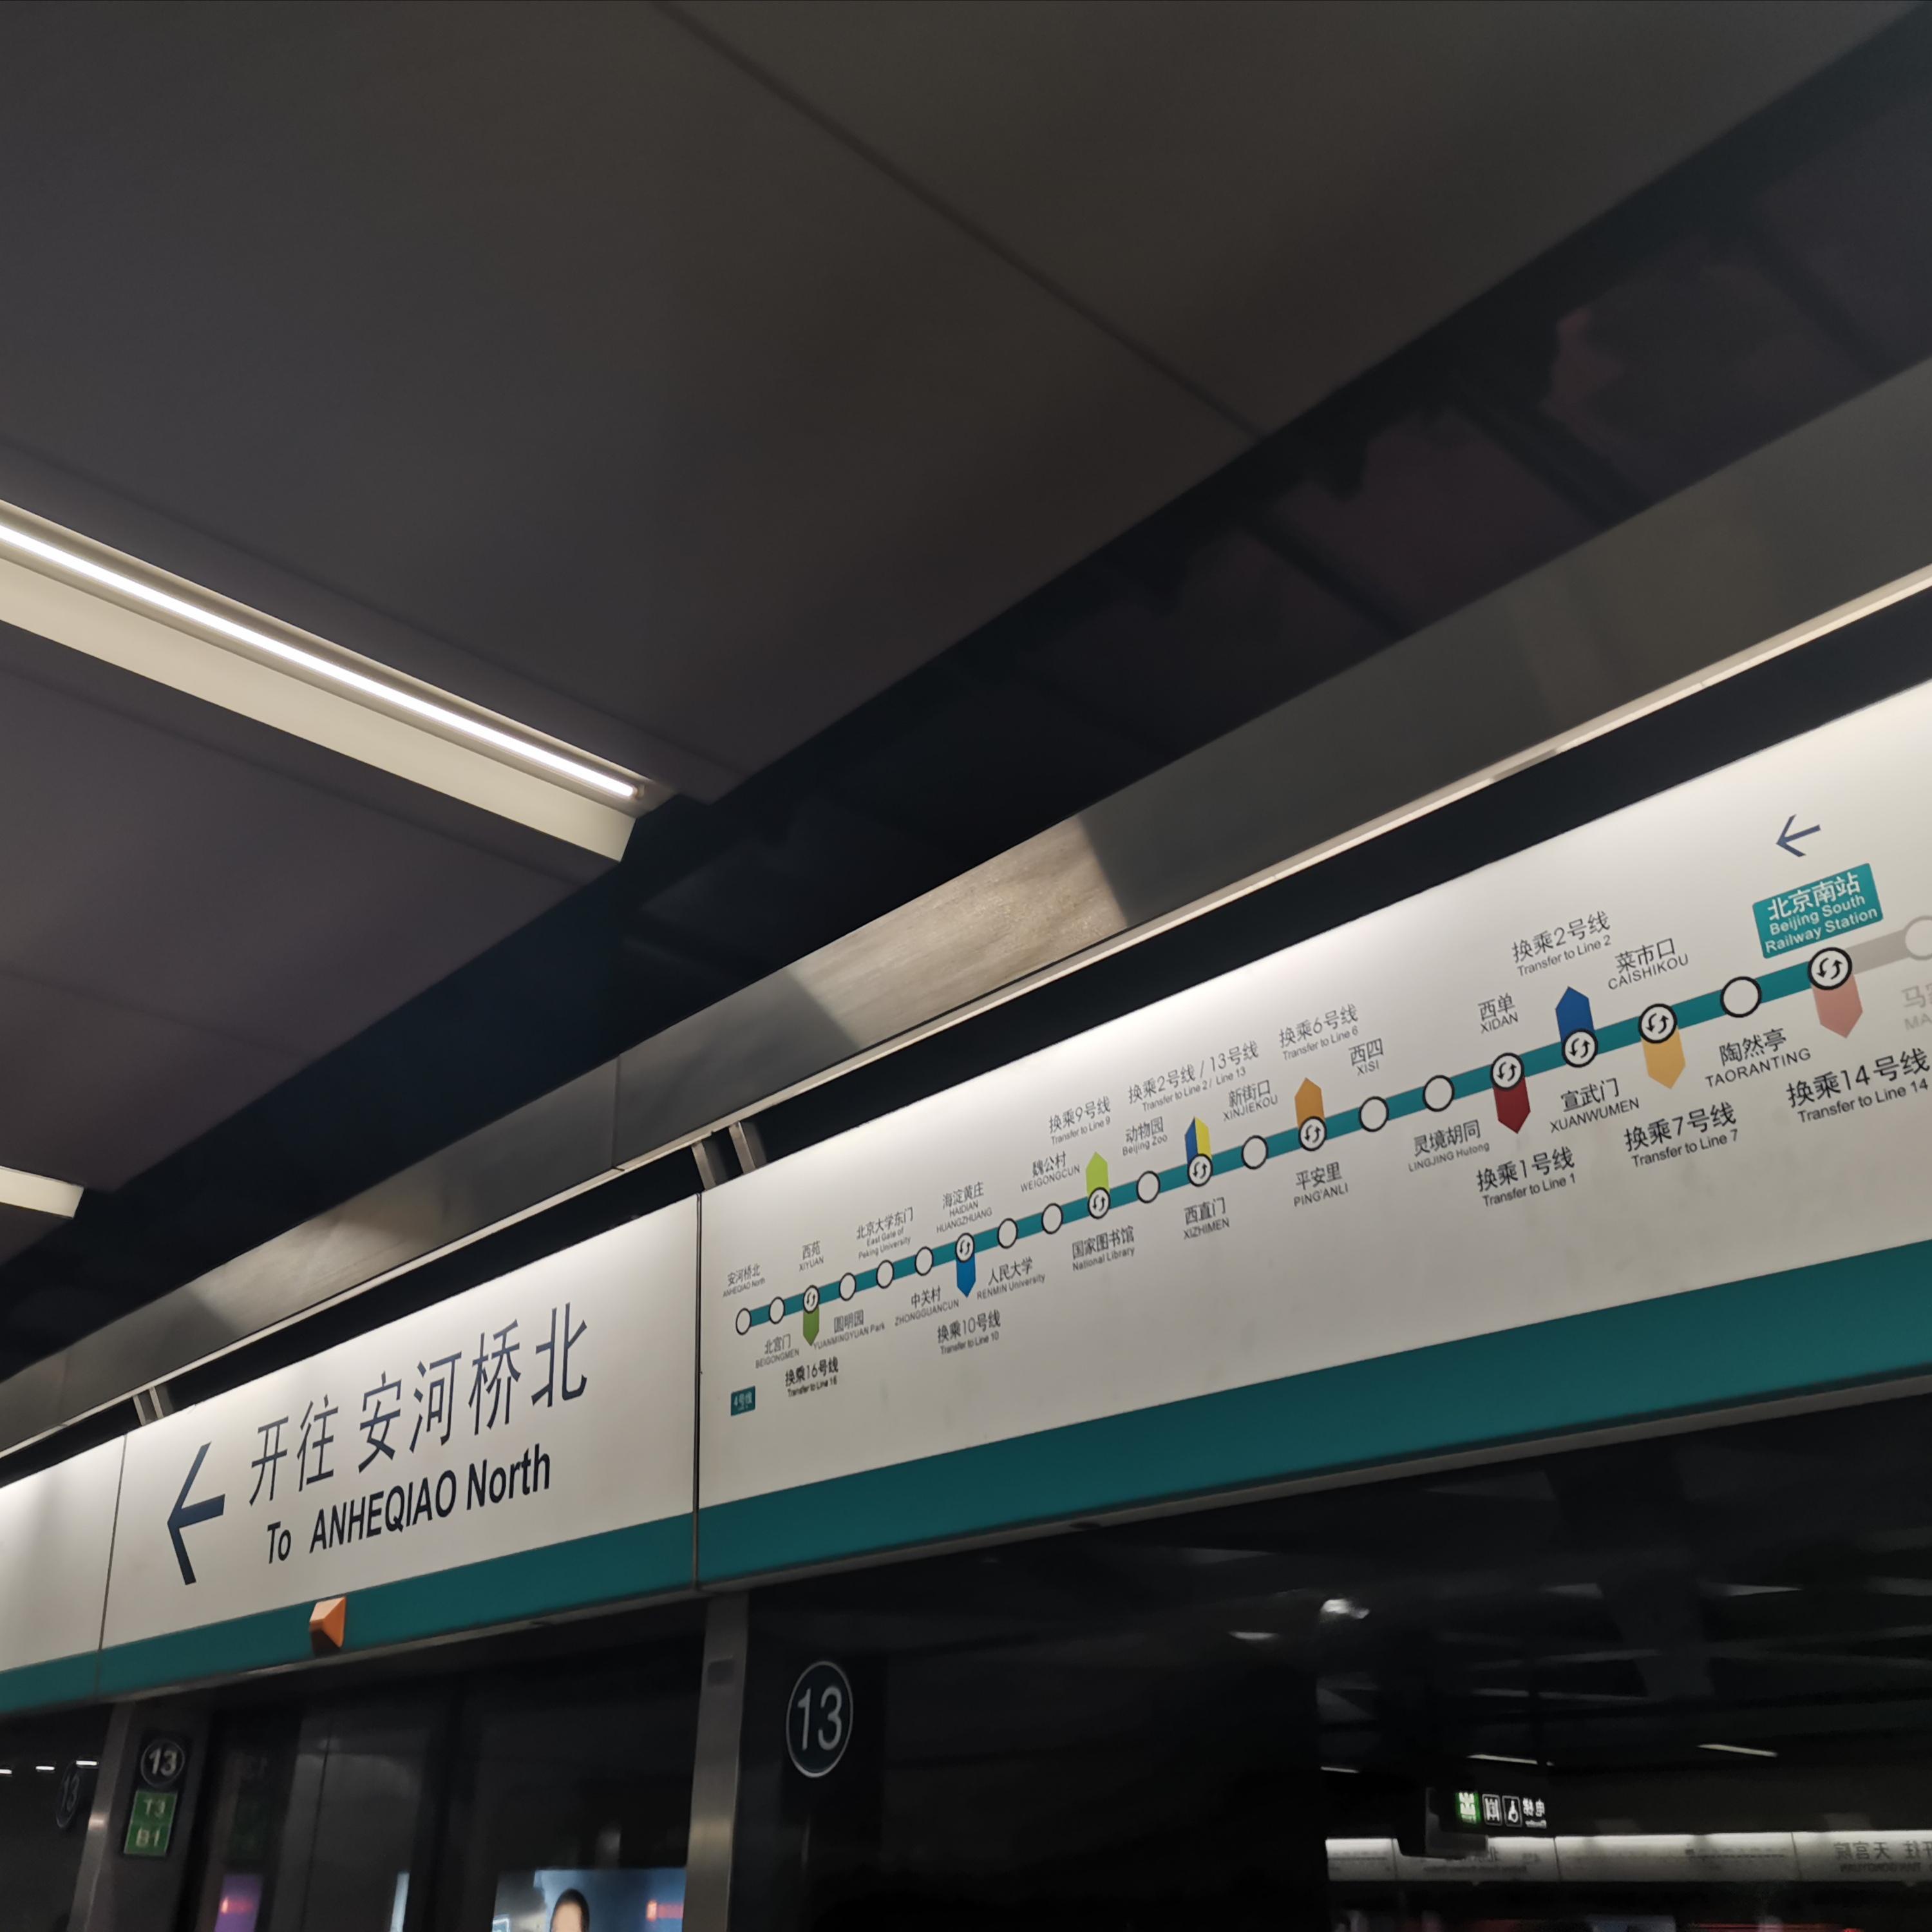 开往 安河桥北
To ANHEQIAO North
安河桥北
ANHEQIAO North
北宫门
BEIGONGMEN
西苑
XIYUAN
换乘16号线
Transfer to Line 16
圆明园
YUANMINGYUAN Park
北京大学东门
East Gate of
Peking University
中关村
ZHONGGUANCUN
海淀黄庄
HAIDIAN
HUANGZHUANG
换乘10号线
Transfer to Line 10
人民大学
RENMIN University
魏公村
WEIGONGCUN
换乘9号线
Transfer to Line 9
国家图书馆
National Library
动物园
Beijing Zoo
换乘2号线 / 13号线
Transfer to Line 2 / Line 13
西直门
XIZHIMEN
新街口
XINJIEKOU
换乘6号线
Transfer to Line 6
平安里
PING'ANLI
西四
XISI
灵境胡同
LINGJING Hutong
西单
XIDAN
换乘1号线
Transfer to Line 1
换乘2号线
Transfer to Line 2
宣武门
XUANWUMEN
菜市口
CAISHIKOU
换乘7号线
Transfer to Line 7
陶然亭
TAORANTING
北京南站
Beijing South
Railway Station
换乘14号线
Transfer to Line 14
马
MA
4号线
13
13
T3
B1